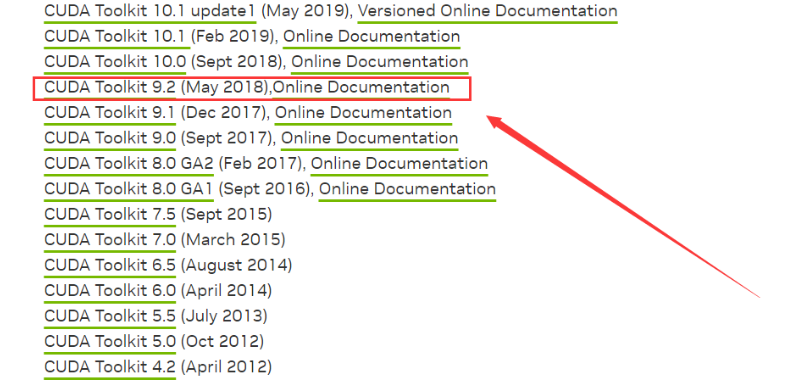 CUDA Toolkit 10.1 update1 (May 2019), Versioned Online Documentation
CUDA Toolkit 10.1 (Feb 2019), Online Documentation
CUDA Toolkit 10.0 (Sept 2018), Online Documentation
CUDA Toolkit 9.2 (May 2018),Online Documentation
CUDA Toolkit 9.1 (Dec 2017), Online Documentation
CUDA Toolkit 9.0 (Sept 2017), Online Documentation
CUDA Toolkit 8.0 GA2 (Feb 2017), Online Documentation
CUDA Toolkit 8.0 GA1 (Sept 2016), Online Documentation
CUDA Toolkit 7.5 (Sept 2015)
CUDA Toolkit 7.0 (March 2015)
CUDA Toolkit 6.5 (August 2014)
CUDA Toolkit 6.0 (April 2014)
CUDA Toolkit 5.5 (July 2013)
CUDA Toolkit 5.0 (Oct 2012)
CUDA Toolkit 4.2 (April 2012)